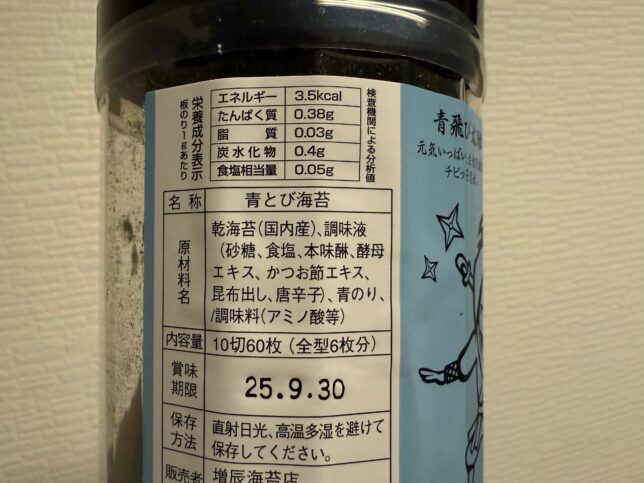 栄養成分表示
板のり1gあたり
エネルギー 3.5kcal
たんぱく質 0.38g
脂質 0.03g
炭水化物 0.4g
食塩相当量 0.05g
検査機関による分析値
名称 青とび海苔
原材料名
乾海苔(国内産)、調味液
(砂糖、食塩、本味醂、酵母
エキス、かつお節エキス、
昆布出し、唐辛子)、青のり、
/調味料(アミノ酸等)
内容量 10切60枚(全型6枚分)
賞味期限 25.9.30
保存方法
直射日光、高温多湿を避けて
保存してください。
販売者 増辰海苔店
青飛び
元気いっぱい、
チビッ子忍